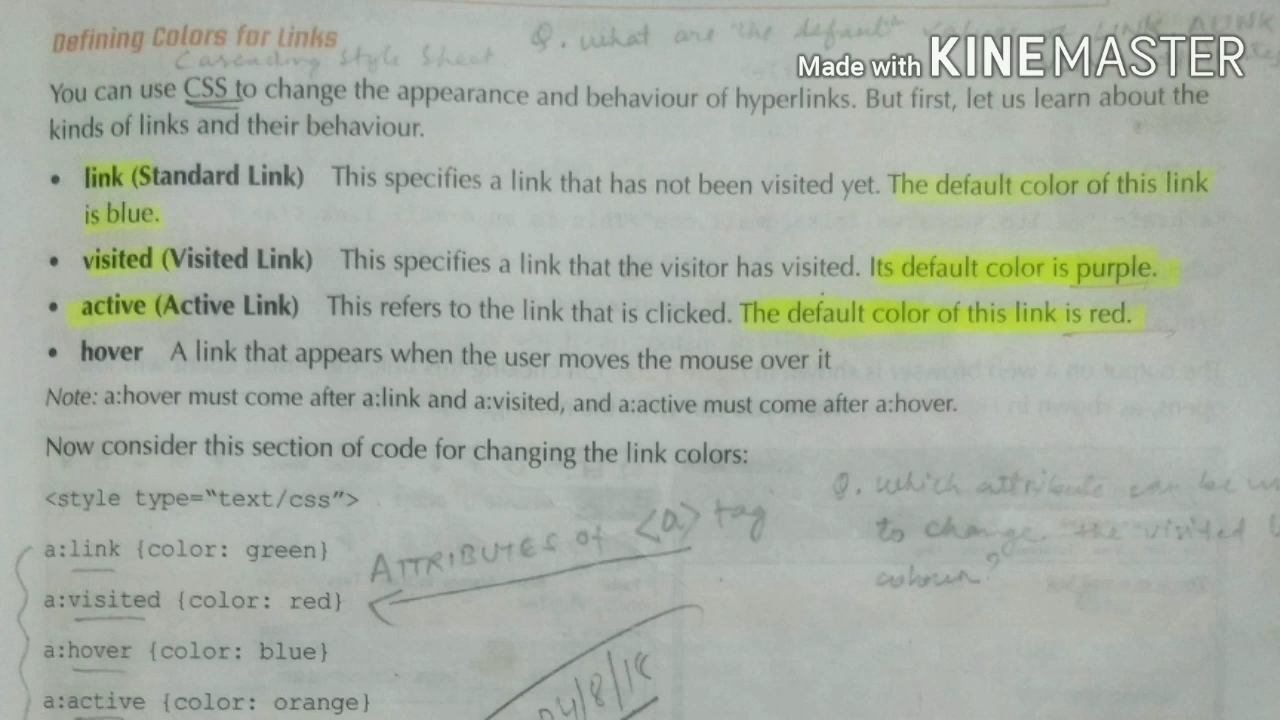 Defining Colors for Links
Q. what are the default LINK ALINK
Cascading Style Sheet
Made with KINEMASTER
You can use CSS to change the appearance and behaviour of hyperlinks. But first, let us learn about the
kinds of links and their behaviour.
• link (Standard Link) This specifies a link that has not been visited yet. The default color of this link
is blue.
• visited (Visited Link) This specifies a link that the visitor has visited. Its default color is purple.
• active (Active Link) This refers to the link that is clicked. The default color of this link is red.
• hover A link that appears when the user moves the mouse over it
Note: a:hover must come after a:link and a:visited, and a:active must come after a:hover.
Now consider this section of code for changing the link colors:
<style type="text/css">
Q. which attribute can be
a:link {color: green}
ATTRIBUTES of <a> tag
to change the visited
colour?
a:visited {color: red}
a:hover {color: blue}
a:active {color: orange}
04/8/18